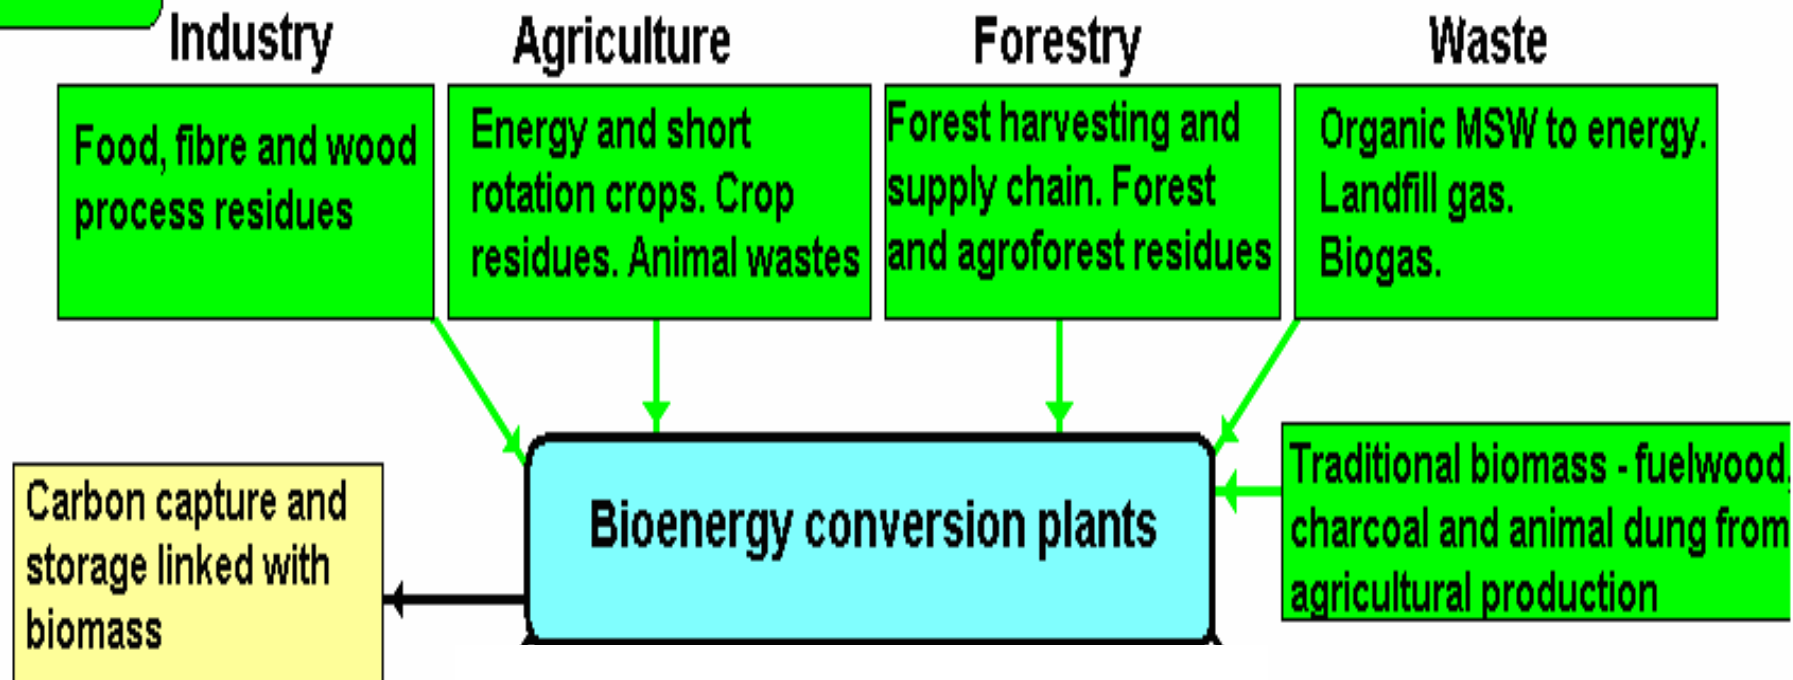 Industry
Agriculture
Forestry
Waste
Food, fibre and wood
process residues
Energy and short
rotation crops. Crop
residues. Animal wastes
Forest harvesting and
supply chain. Forest
and agroforest residues
Organic MSW to energy.
Landfill gas.
Biogas.
Bioenergy conversion plants
Traditional biomass - fuelwood,
charcoal and animal dung from
agricultural production
Carbon capture and
storage linked with
biomass